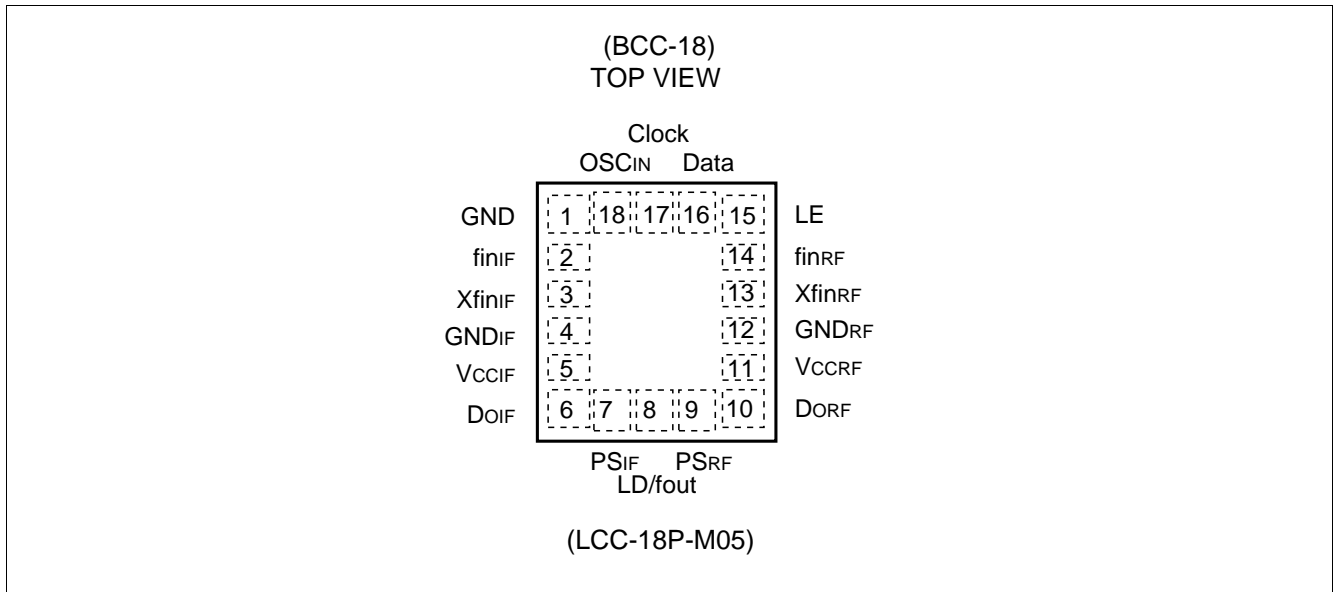 (BCC-18)
TOP VIEW
Clock
OSCIN Data
GND 1 18 17 16 15 LE
finIF 2 14 finRF
XfinIF 3 13 XfinRF
GNDIF 4 12 GNDRF
VCCIF 5 11 VCCRF
DOIF 6 7 8 9 10 DORF
PSIF PSRF
LD/fout
(LCC-18P-M05)